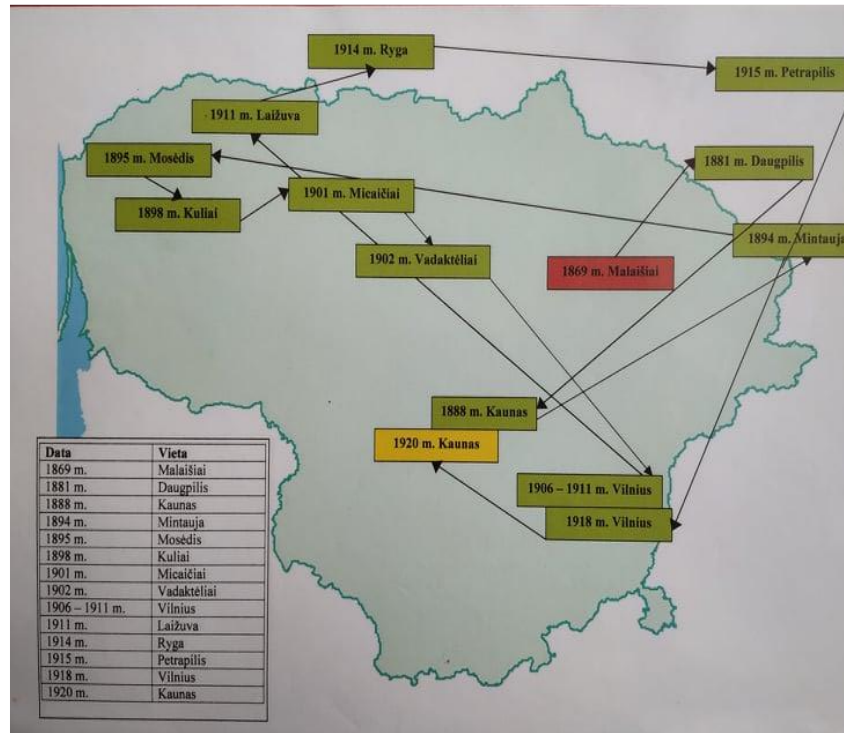 1914 m. Ryga
1915 m. Petrapilis
1911 m. Laižuva
1895 m. Mosėdis
1881 m. Daugpilis
1901 m. Micaičiai
1898 m. Kuliai
1894 m. Mintauja
1902 m. Vadaktėliai
1869 m. Malaišiai
1888 m. Kaunas
1920 m. Kaunas
1906 – 1911 m. Vilnius
1918 m. Vilnius
Data Vieta
1869 m. Malaišiai
1881 m. Daugpilis
1888 m. Kaunas
1894 m. Mintauja
1895 m. Mosėdis
1898 m. Kuliai
1901 m. Micaičiai
1902 m. Vadaktėliai
1906 – 1911 m. Vilnius
1911 m. Laižuva
1914 m. Ryga
1915 m. Petrapilis
1918 m. Vilnius
1920 m. Kaunas